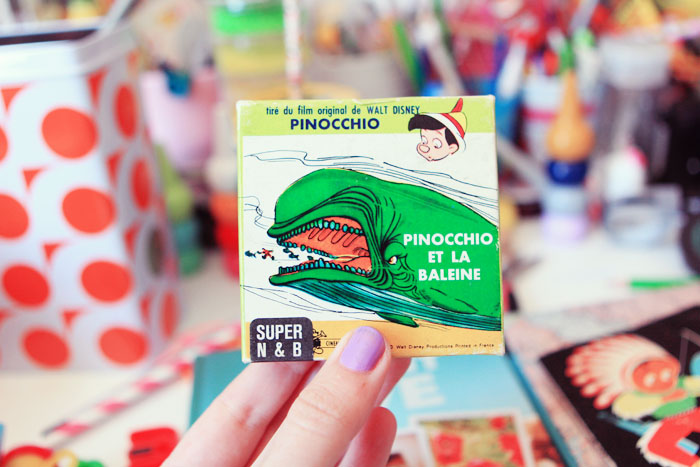 tiré du film original de WALT DISNEY
PINOCCHIO
PINOCCHIO
ET LA
BALEINE
SUPER
N & B
Walt Disney Productions Printed in France